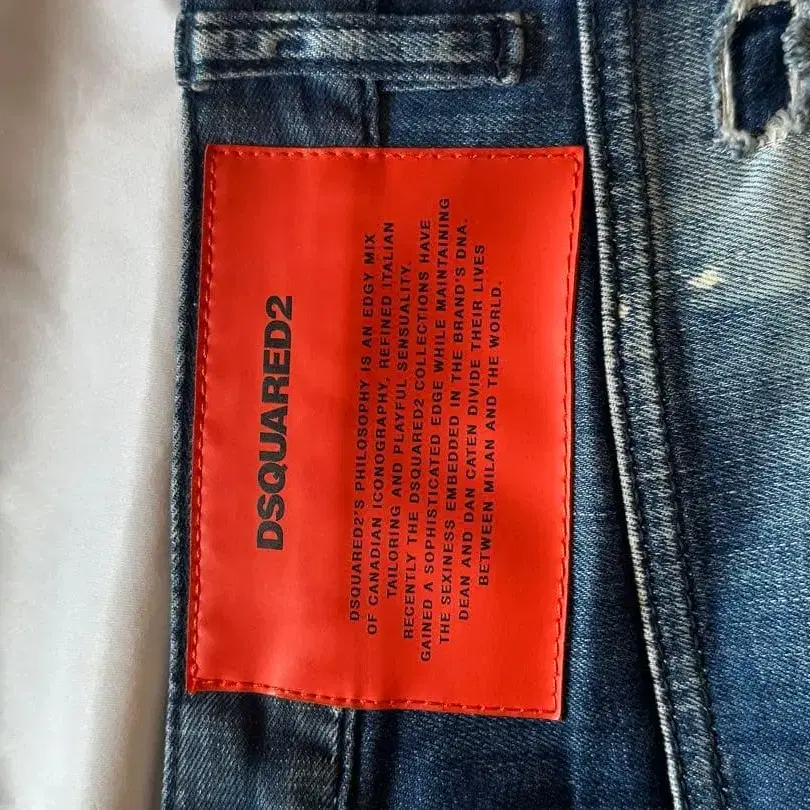 DSQUARED2
DSQUARED2'S PHILOSOPHY IS AN EDGY MIX
OF CANADIAN ICONOGRAPHY, REFINED ITALIAN
TAILORING AND PLAYFUL SENSUALITY.
RECENTLY THE DSQUARED2 COLLECTIONS HAVE
GAINED A SOPHISTICATED EDGE WHILE MAINTAINING
THE SEXINESS EMBEDDED IN THE BRAND'S DNA.
DEAN AND DAN CATEN DIVIDE THEIR LIVES
BETWEEN MILAN AND THE WORLD.